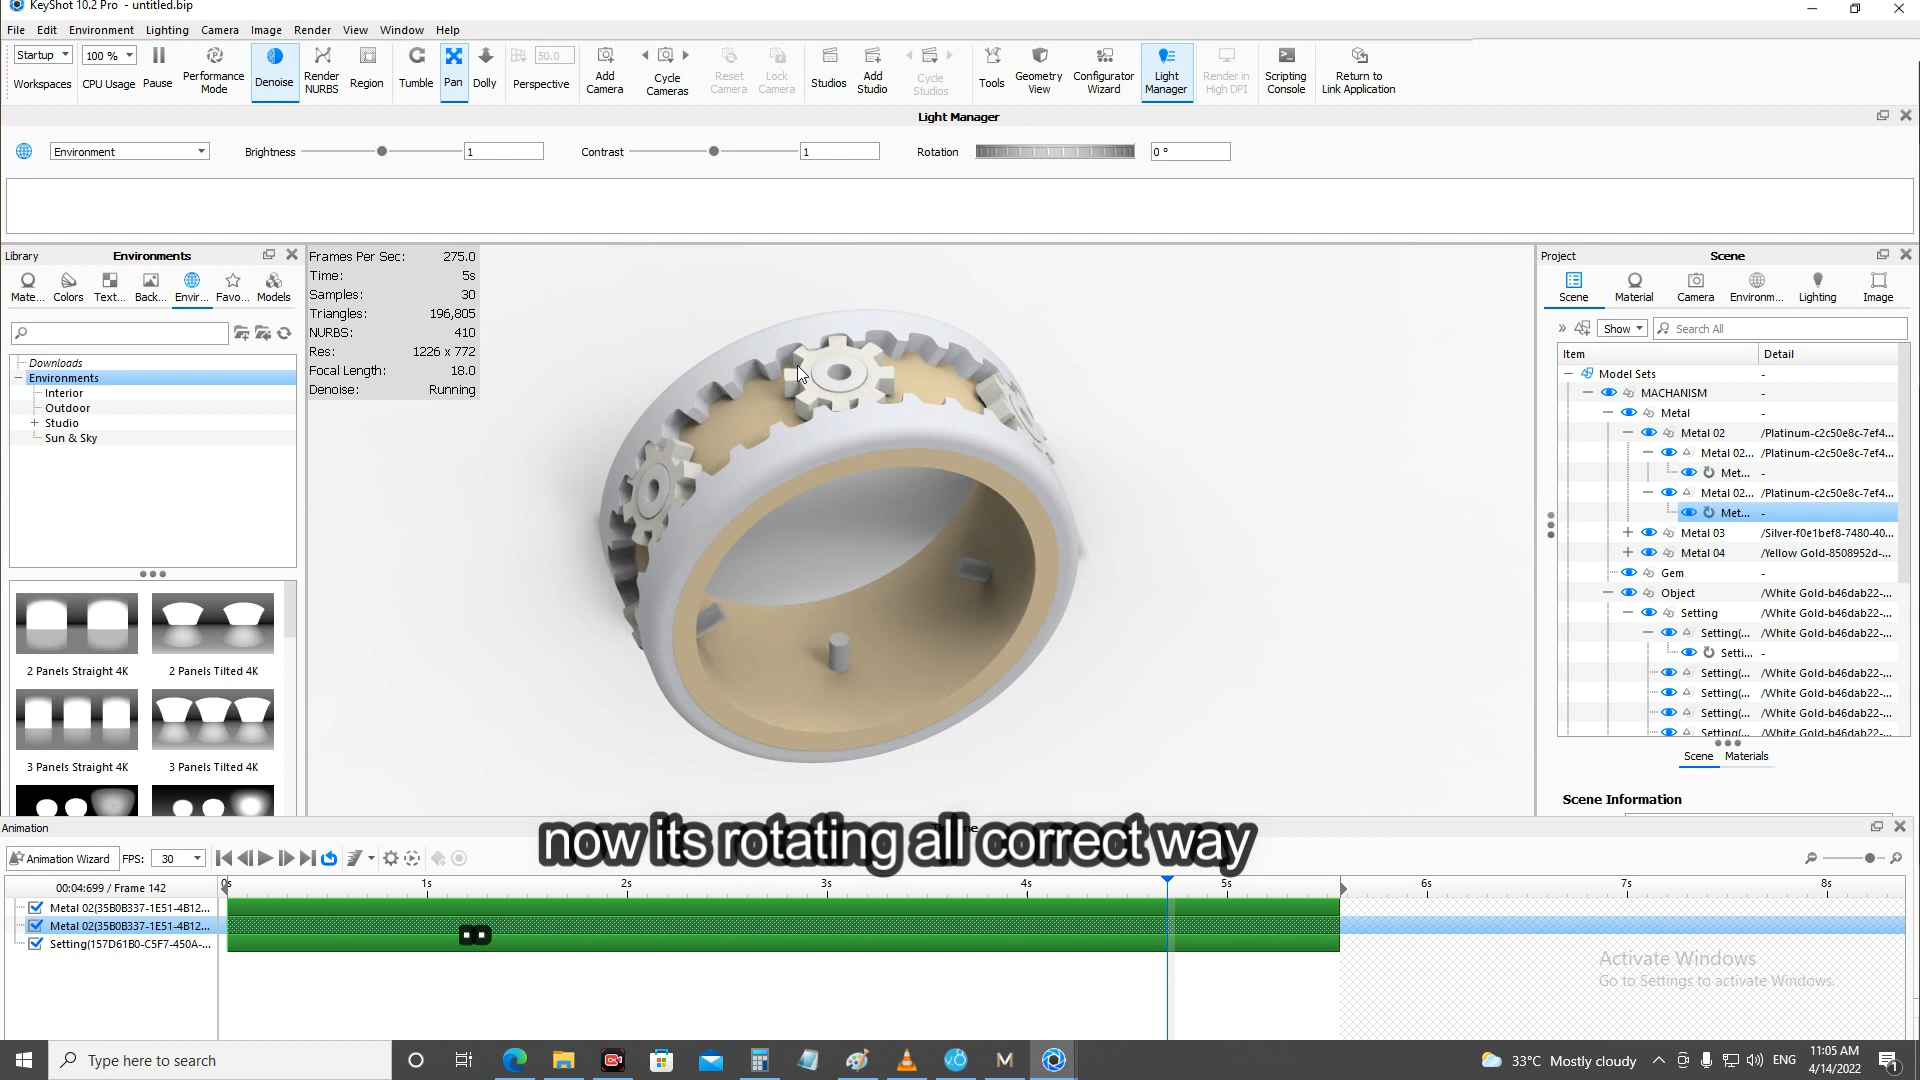 KeyShot 10.2 Pro - untitled.bip
File Edit Environment Lighting Camera Image Render View Window Help
Startup 100 % 50.0
Workspaces CPU Usage Pause Performance Mode Denoise Render NURBS Region Tumble Pan Dolly Perspective Add Camera Cycle Cameras Reset Camera Lock Camera Studios Add Studio Cycle Studios Tools Geometry View Configurator Wizard Light Manager Render in High DPI Scripting Console Return to Link Application
Light Manager
Environment Brightness 1 Contrast 1 Rotation 0 °
Library Environments
Mate... Colors Text... Back... Envir... Favo... Models
Downloads
Environments
Interior
Outdoor
Studio
Sun & Sky
2 Panels Straight 4K 2 Panels Tilted 4K
3 Panels Straight 4K 3 Panels Tilted 4K
Frames Per Sec: 275.0
Time: 5s
Samples: 30
Triangles: 196,805
NURBS: 410
Res: 1226 x 772
Focal Length: 18.0
Denoise: Running
Project Scene
Scene Material Camera Environm... Lighting Image
» Show Search All
Item Detail
Model Sets -
MACHANISM -
Metal -
Metal 02 /Platinum-c2c50e8c-7ef4...
Metal 02... /Platinum-c2c50e8c-7ef4...
Met... -
Metal 02... /Platinum-c2c50e8c-7ef4...
Met... -
Metal 03 /Silver-f0e1bef8-7480-40...
Metal 04 /Yellow Gold-8508952d-...
Gem -
Object /White Gold-b46dab22-...
Setting /White Gold-b46dab22-...
Setting(... /White Gold-b46dab22-...
Setti... -
Setting(... /White Gold-b46dab22-...
Setting(... /White Gold-b46dab22-...
Setting(... /White Gold-b46dab22-...
Setting(... /White Gold-b46dab22-...
Scene Materials
Scene Information
now its rotating all correct way
Animation
Animation Wizard FPS: 30
00:04:699 / Frame 142 0s 1s 2s 3s 4s 5s 6s 7s 8s
Metal 02(35B0B337-1E51-4B12...
Metal 02(35B0B337-1E51-4B12...
Setting(157D61B0-C5F7-450A-...
Activate Windows
Go to Settings to activate Windows.
Type here to search
33°C Mostly cloudy ENG 11:05 AM
4/14/2022
1